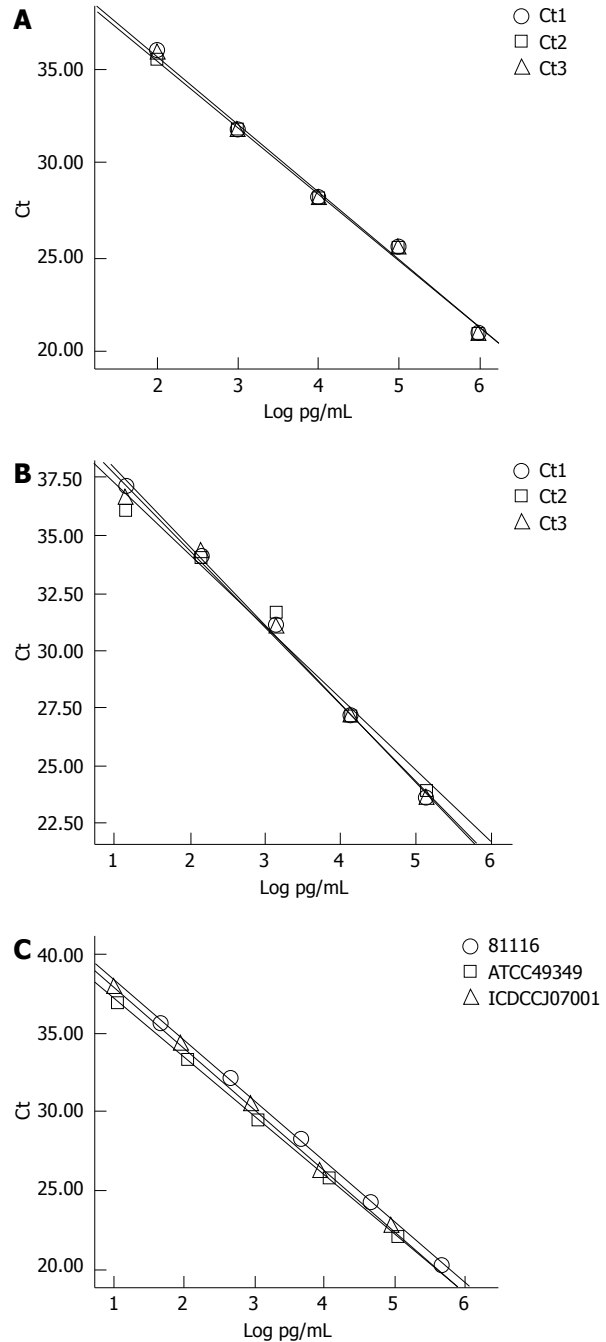 A
Ct1
Ct2
Ct3
35.00
30.00
25.00
20.00
Ct
2 3 4 5 6
Log pg/mL
B
Ct1
Ct2
Ct3
37.50
35.00
32.50
30.00
27.50
25.00
22.50
Ct
1 2 3 4 5 6
Log pg/mL
C
81116
ATCC49349
ICDCCJ07001
40.00
35.00
30.00
25.00
20.00
Ct
1 2 3 4 5 6
Log pg/mL